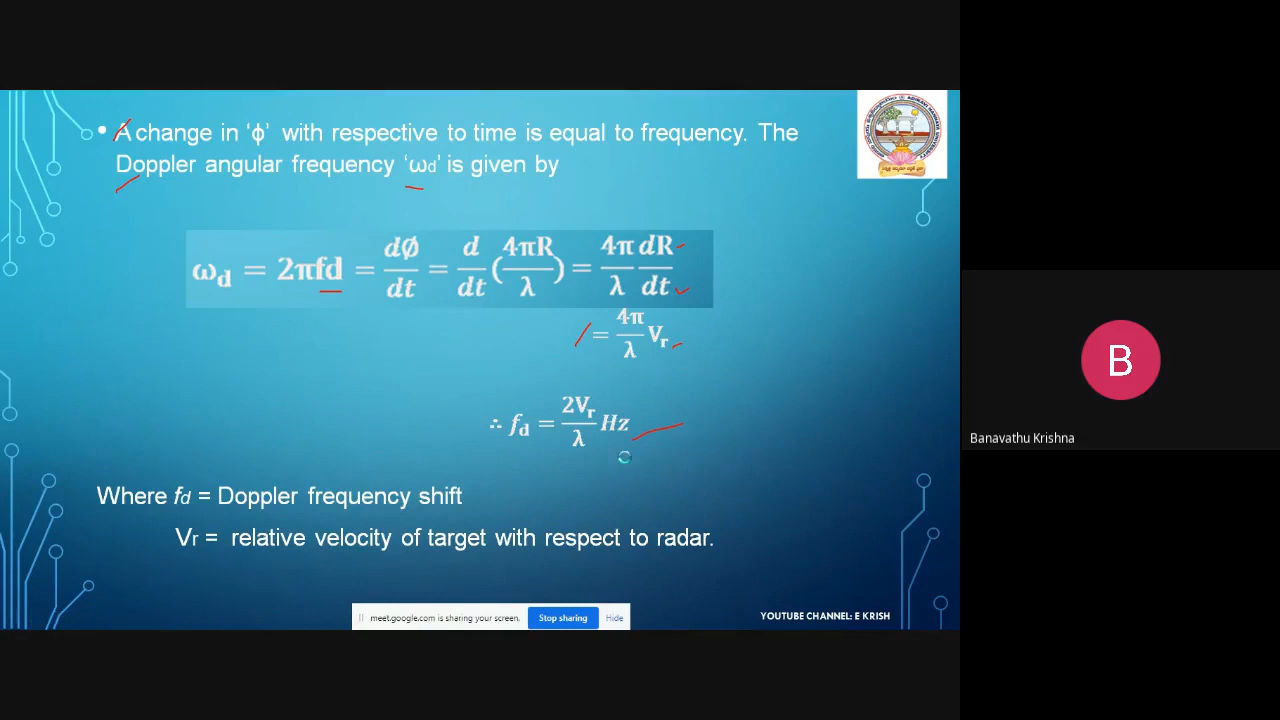 • A change in ‘ϕ’ with respective to time is equal to frequency. The
Doppler angular frequency ‘ωd’ is given by
ω_d = 2πfd = dØ/dt = d/dt(4πR/λ) = 4π/λ dR/dt
= 4π/λ V_r
∴ f_d = 2V_r/λ Hz
Where fd = Doppler frequency shift
Vr = relative velocity of target with respect to radar.
meet.google.com is sharing your screen. Stop sharing Hide
YOUTUBE CHANNEL: E KRISH
B
Banavathu Krishna